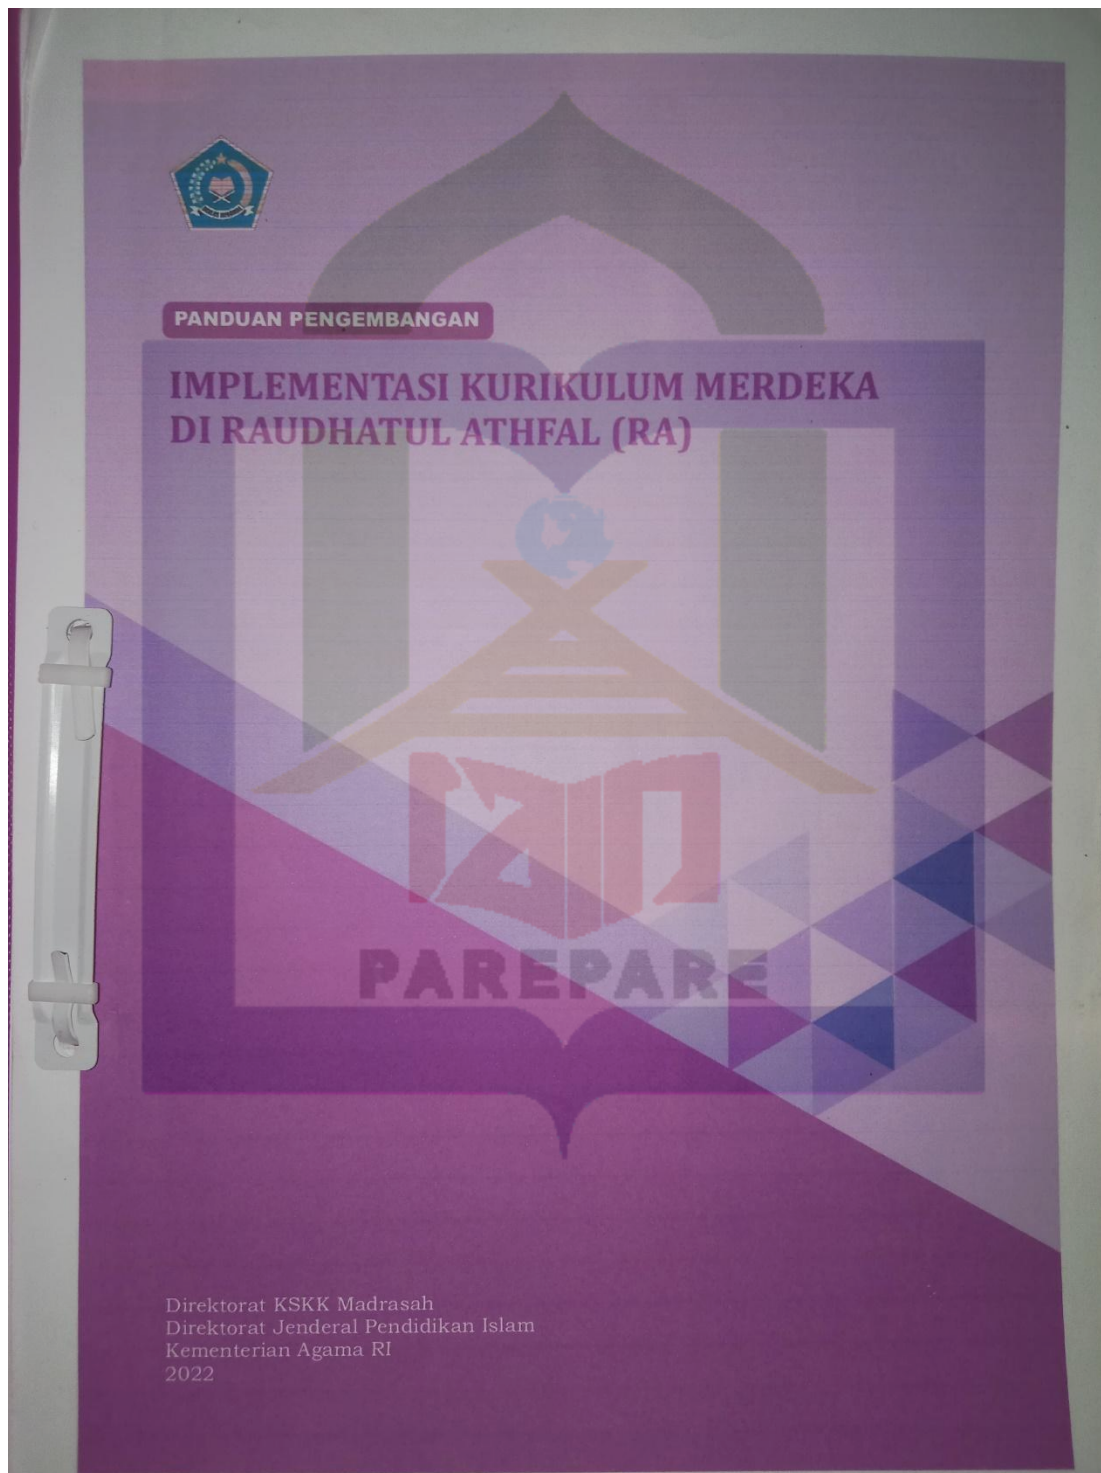 PANDUAN PENGEMBANGAN
IMPLEMENTASI KURIKULUM MERDEKA
DI RAUDHATUL ATHFAL (RA)
PAREPARE
Direktorat KSKK Madrasah
Direktorat Jenderal Pendidikan Islam
Kementerian Agama RI
2022